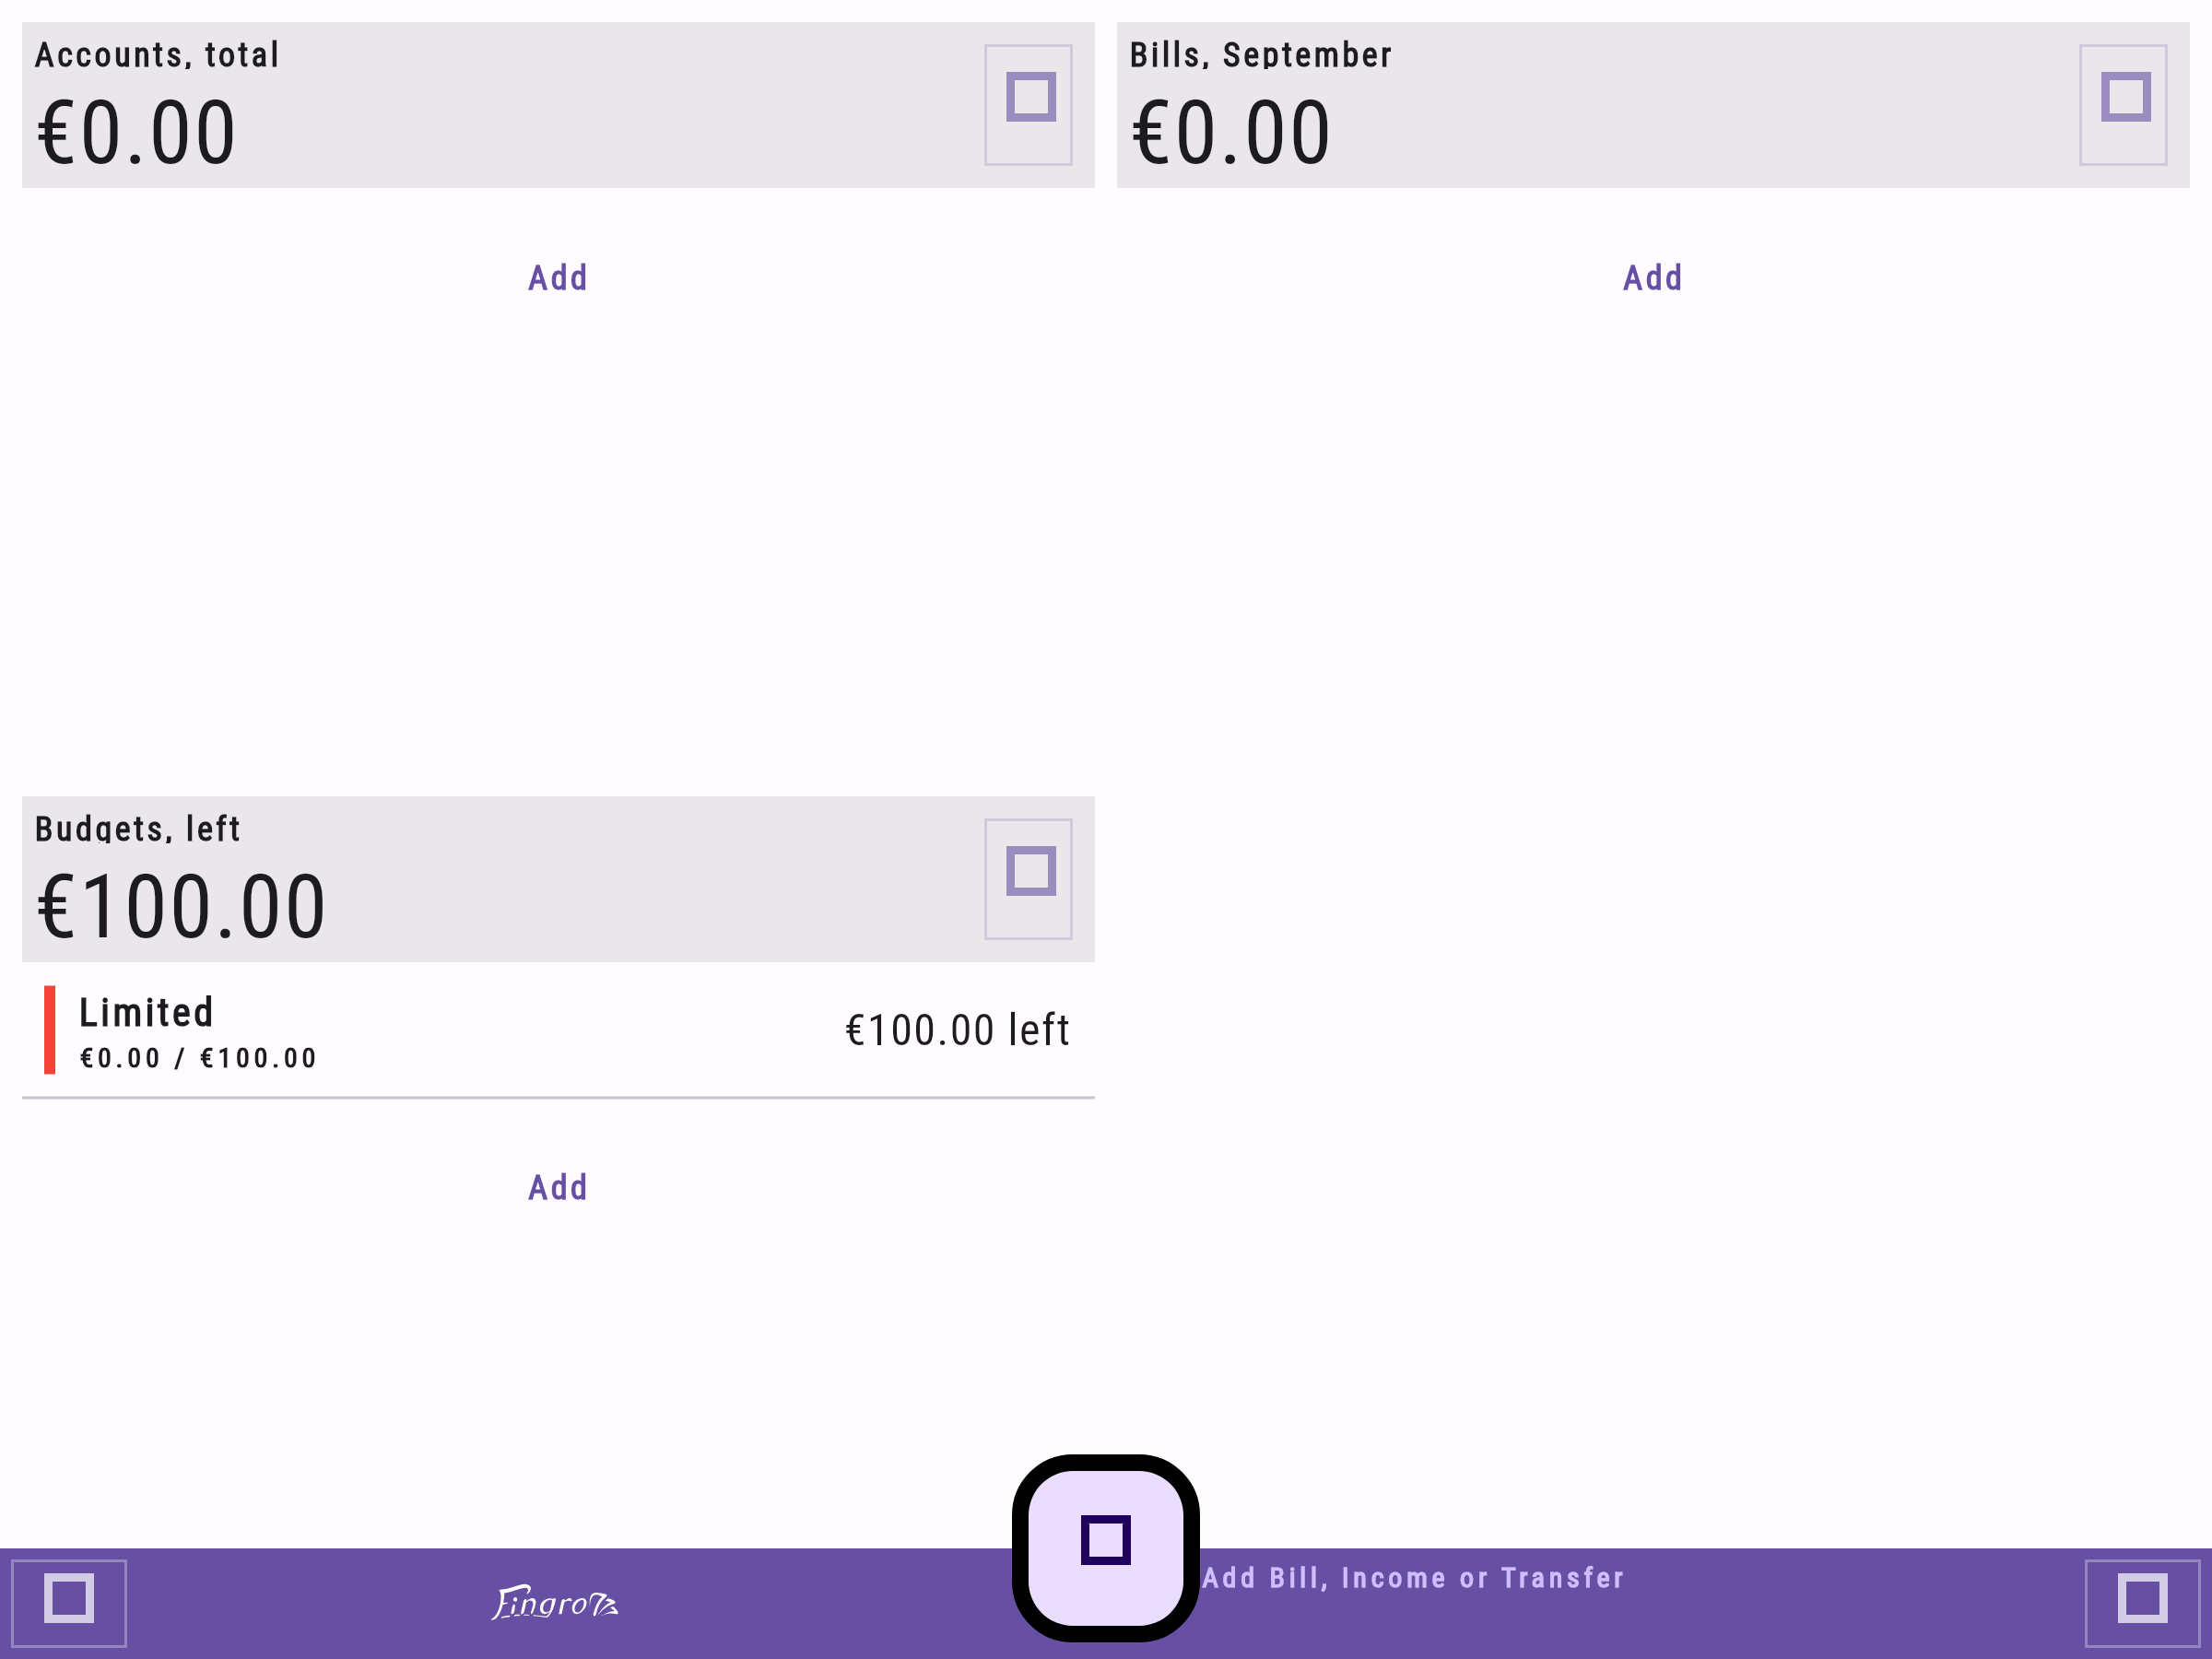 Accounts, total
€0.00
Add
Bills, September
€0.00
Add
Budgets, left
€100.00
Limited
€0.00 / €100.00
€100.00 left
Add
Fingrom
Add Bill, Income or Transfer